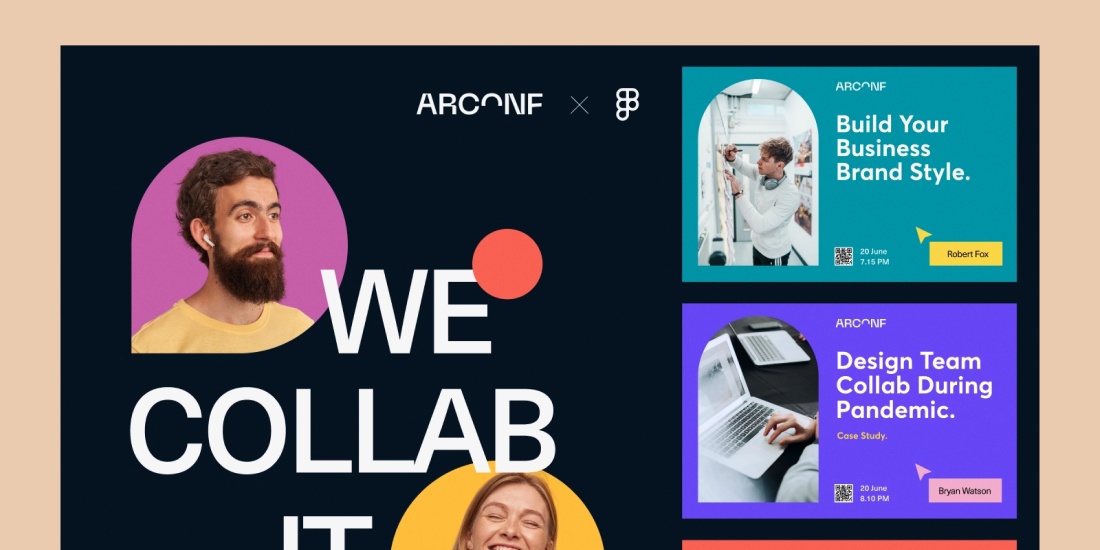 ARCONF
WE
COLLAB
IT
ARCONF
Build Your
Business
Brand Style.
20 June
7.15 PM
Robert Fox
ARCONF
Design Team
Collab During
Pandemic.
Case Study.
20 June
8.10 PM
Bryan Watson